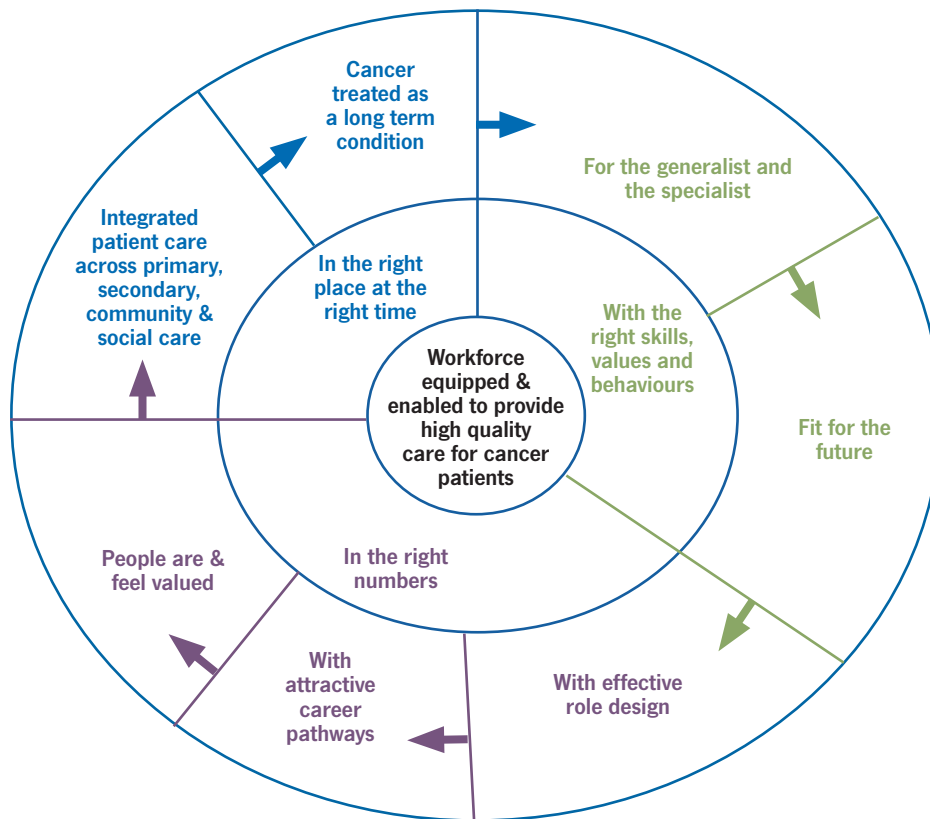 Cancer
treated as
a long term
condition
For the generalist and
the specialist
Integrated
patient care
across primary,
secondary,
community &
social care
In the right
place at the
right time
With the
right skills,
values and
behaviours
Workforce
equipped &
enabled to provide
high quality
care for cancer
patients
Fit for the
future
People are &
feel valued
In the right
numbers
With
attractive
career
pathways
With effective
role design